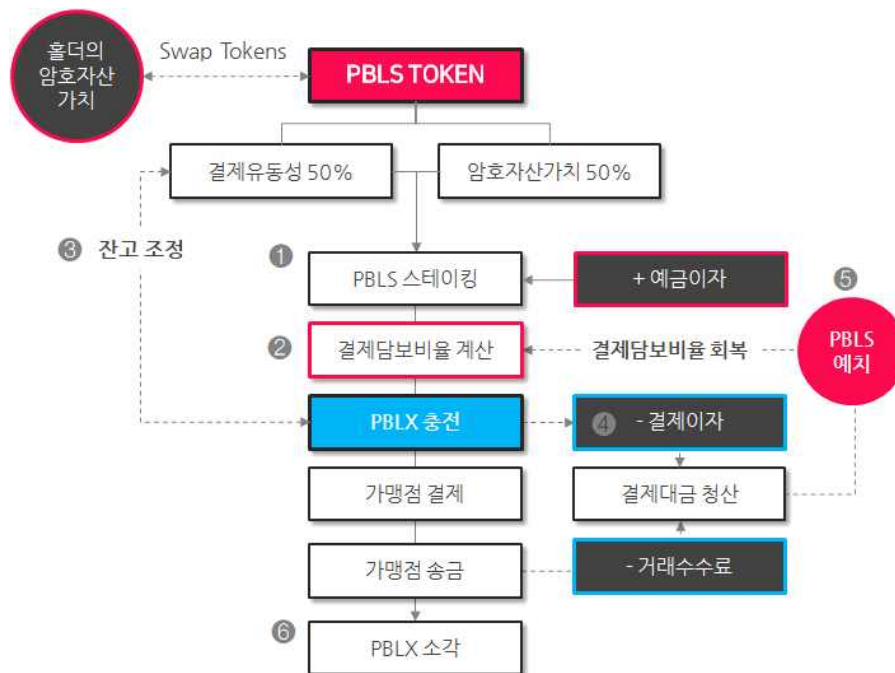 홀더의
암호자산
가치
Swap Tokens
PBLS TOKEN
결제유동성 50%
암호자산가치 50%
❸ 잔고 조정
❶
PBLS 스테이킹
+ 예금이자
❺
❷
결제담보비율 계산
결제담보비율 회복
PBLS
예치
PBLX 충전
❹ - 결제이자
가맹점 결제
결제대금 청산
가맹점 송금
- 거래수수료
❻
PBLX 소각